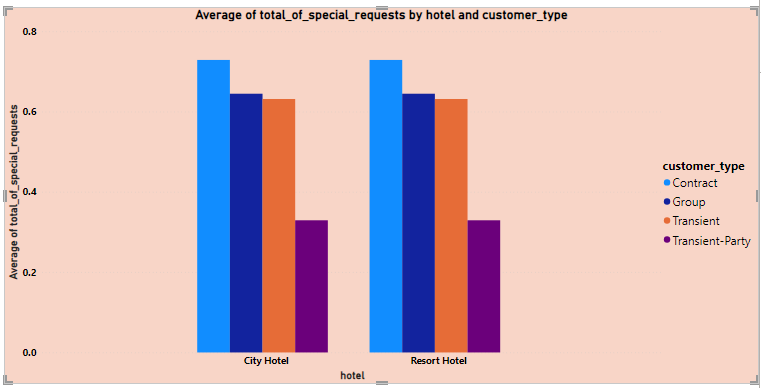 Average of total_of_special_requests by hotel and customer_type
Average of total_of_special_requests
0.8
0.6
0.4
0.2
0.0
City Hotel
Resort Hotel
hotel
customer_type
Contract
Group
Transient
Transient-Party